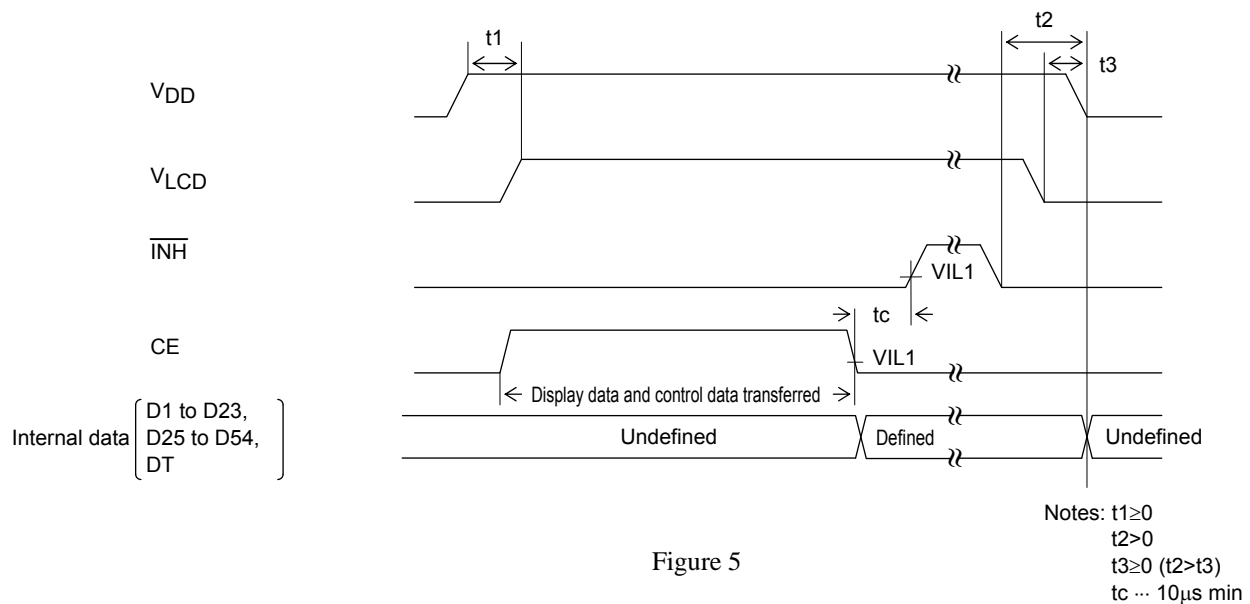 t1
t2
t3
VDD
VLCD
INH
VIL1
tc
CE
VIL1
Display data and control data transferred
Internal data
D1 to D23,
D25 to D54,
DT
Undefined
Defined
Undefined
Notes: t1≥0
t2>0
t3≥0 (t2>t3)
tc ··· 10μs min
Figure 5